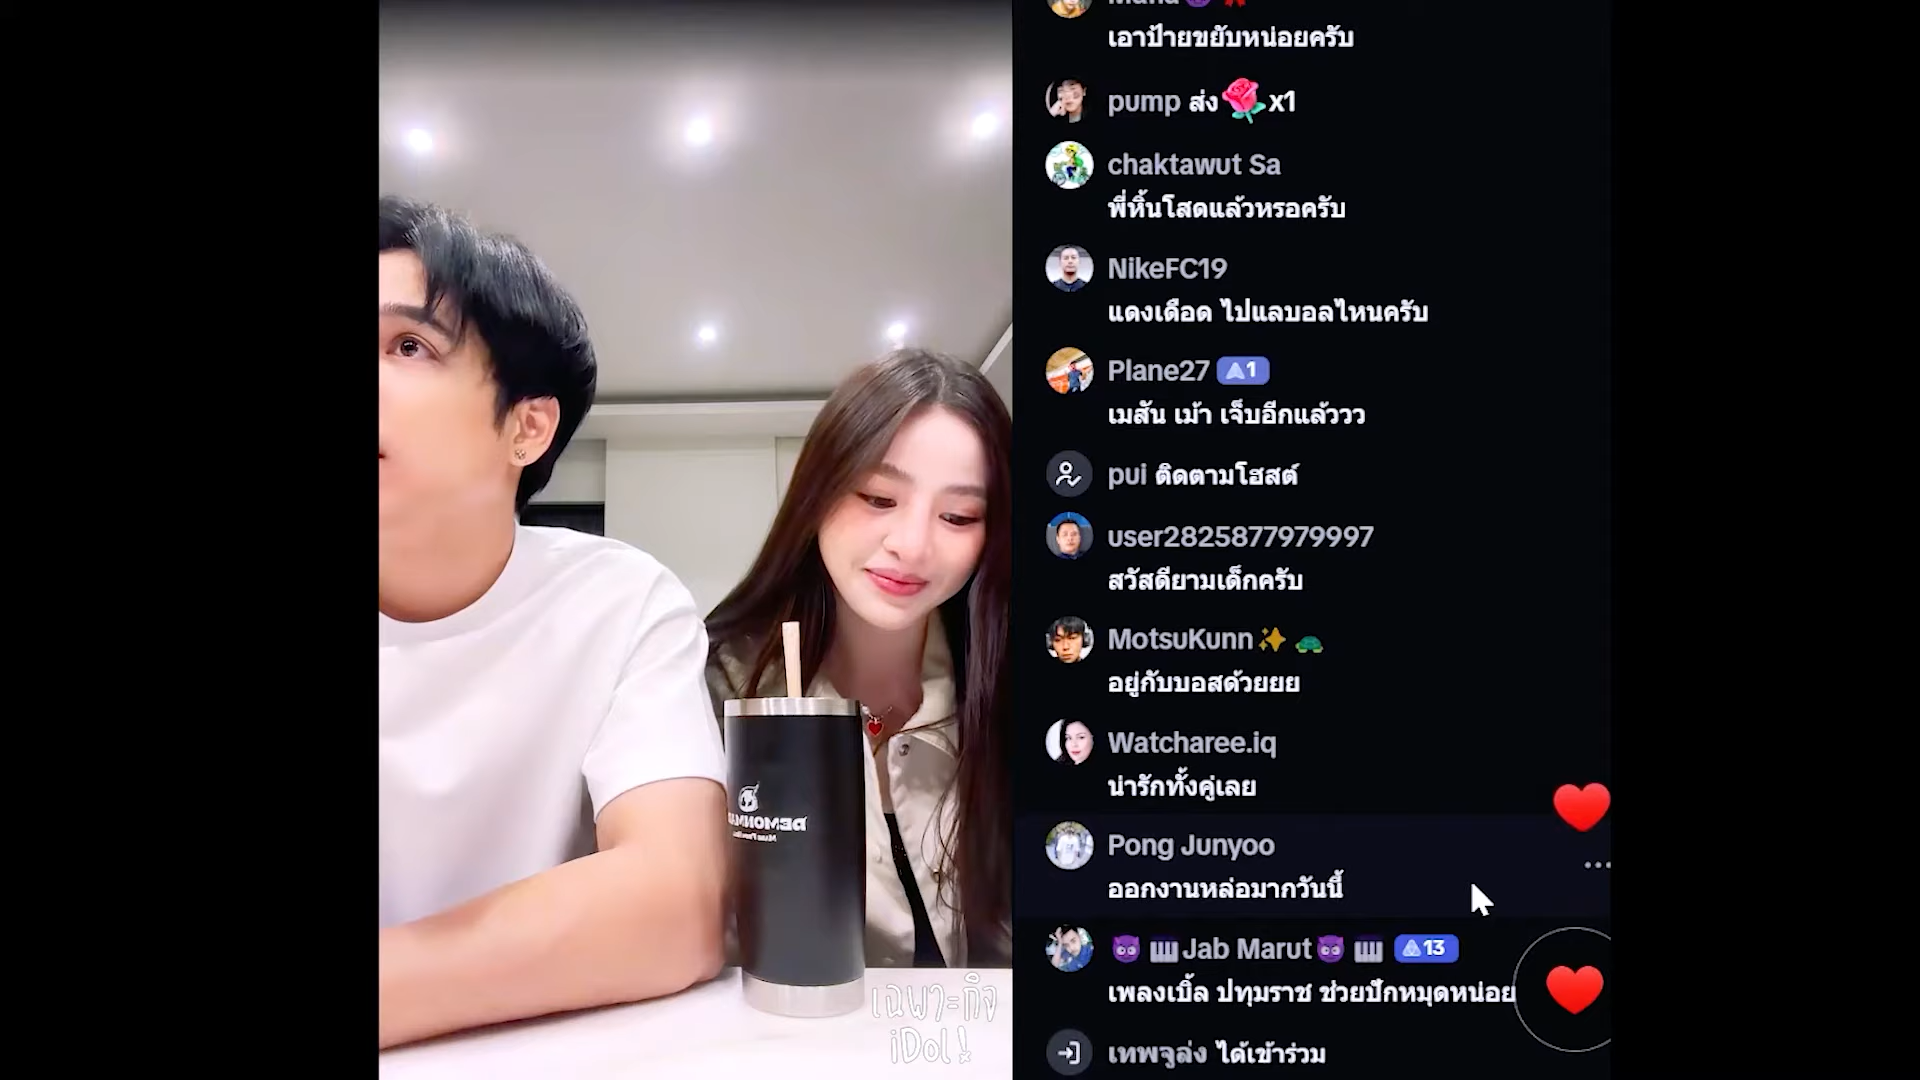 เอาป้ายขยับหน่อยครับ
pump ส่ง x1
chaktawut Sa
พี่หิ้นโสดแล้วหรอครับ
NikeFC19
แดงเดือด ไปแลบอลไหนครับ
Plane27 1
เมสัน เม้า เจ็บอีกแล้ววว
pui ติดตามโฮสต์
user2825877979997
สวัสดียามเด็กครับ
MotsuKunn✨🐢
อยู่กับบอสด้วยยย
Watcharee.iq
น่ารักทั้งคู่เลย
Pong Junyoo
ออกงานหล่อมากวันนี้
😈🎹Jab Marut😈🎹 13
เพลงเบิ้ล ปทุมราช ช่วยปักหมุดหน่อย
เทพจูล่ง ได้เข้าร่วม
เฉพาะกิจ
iDol!